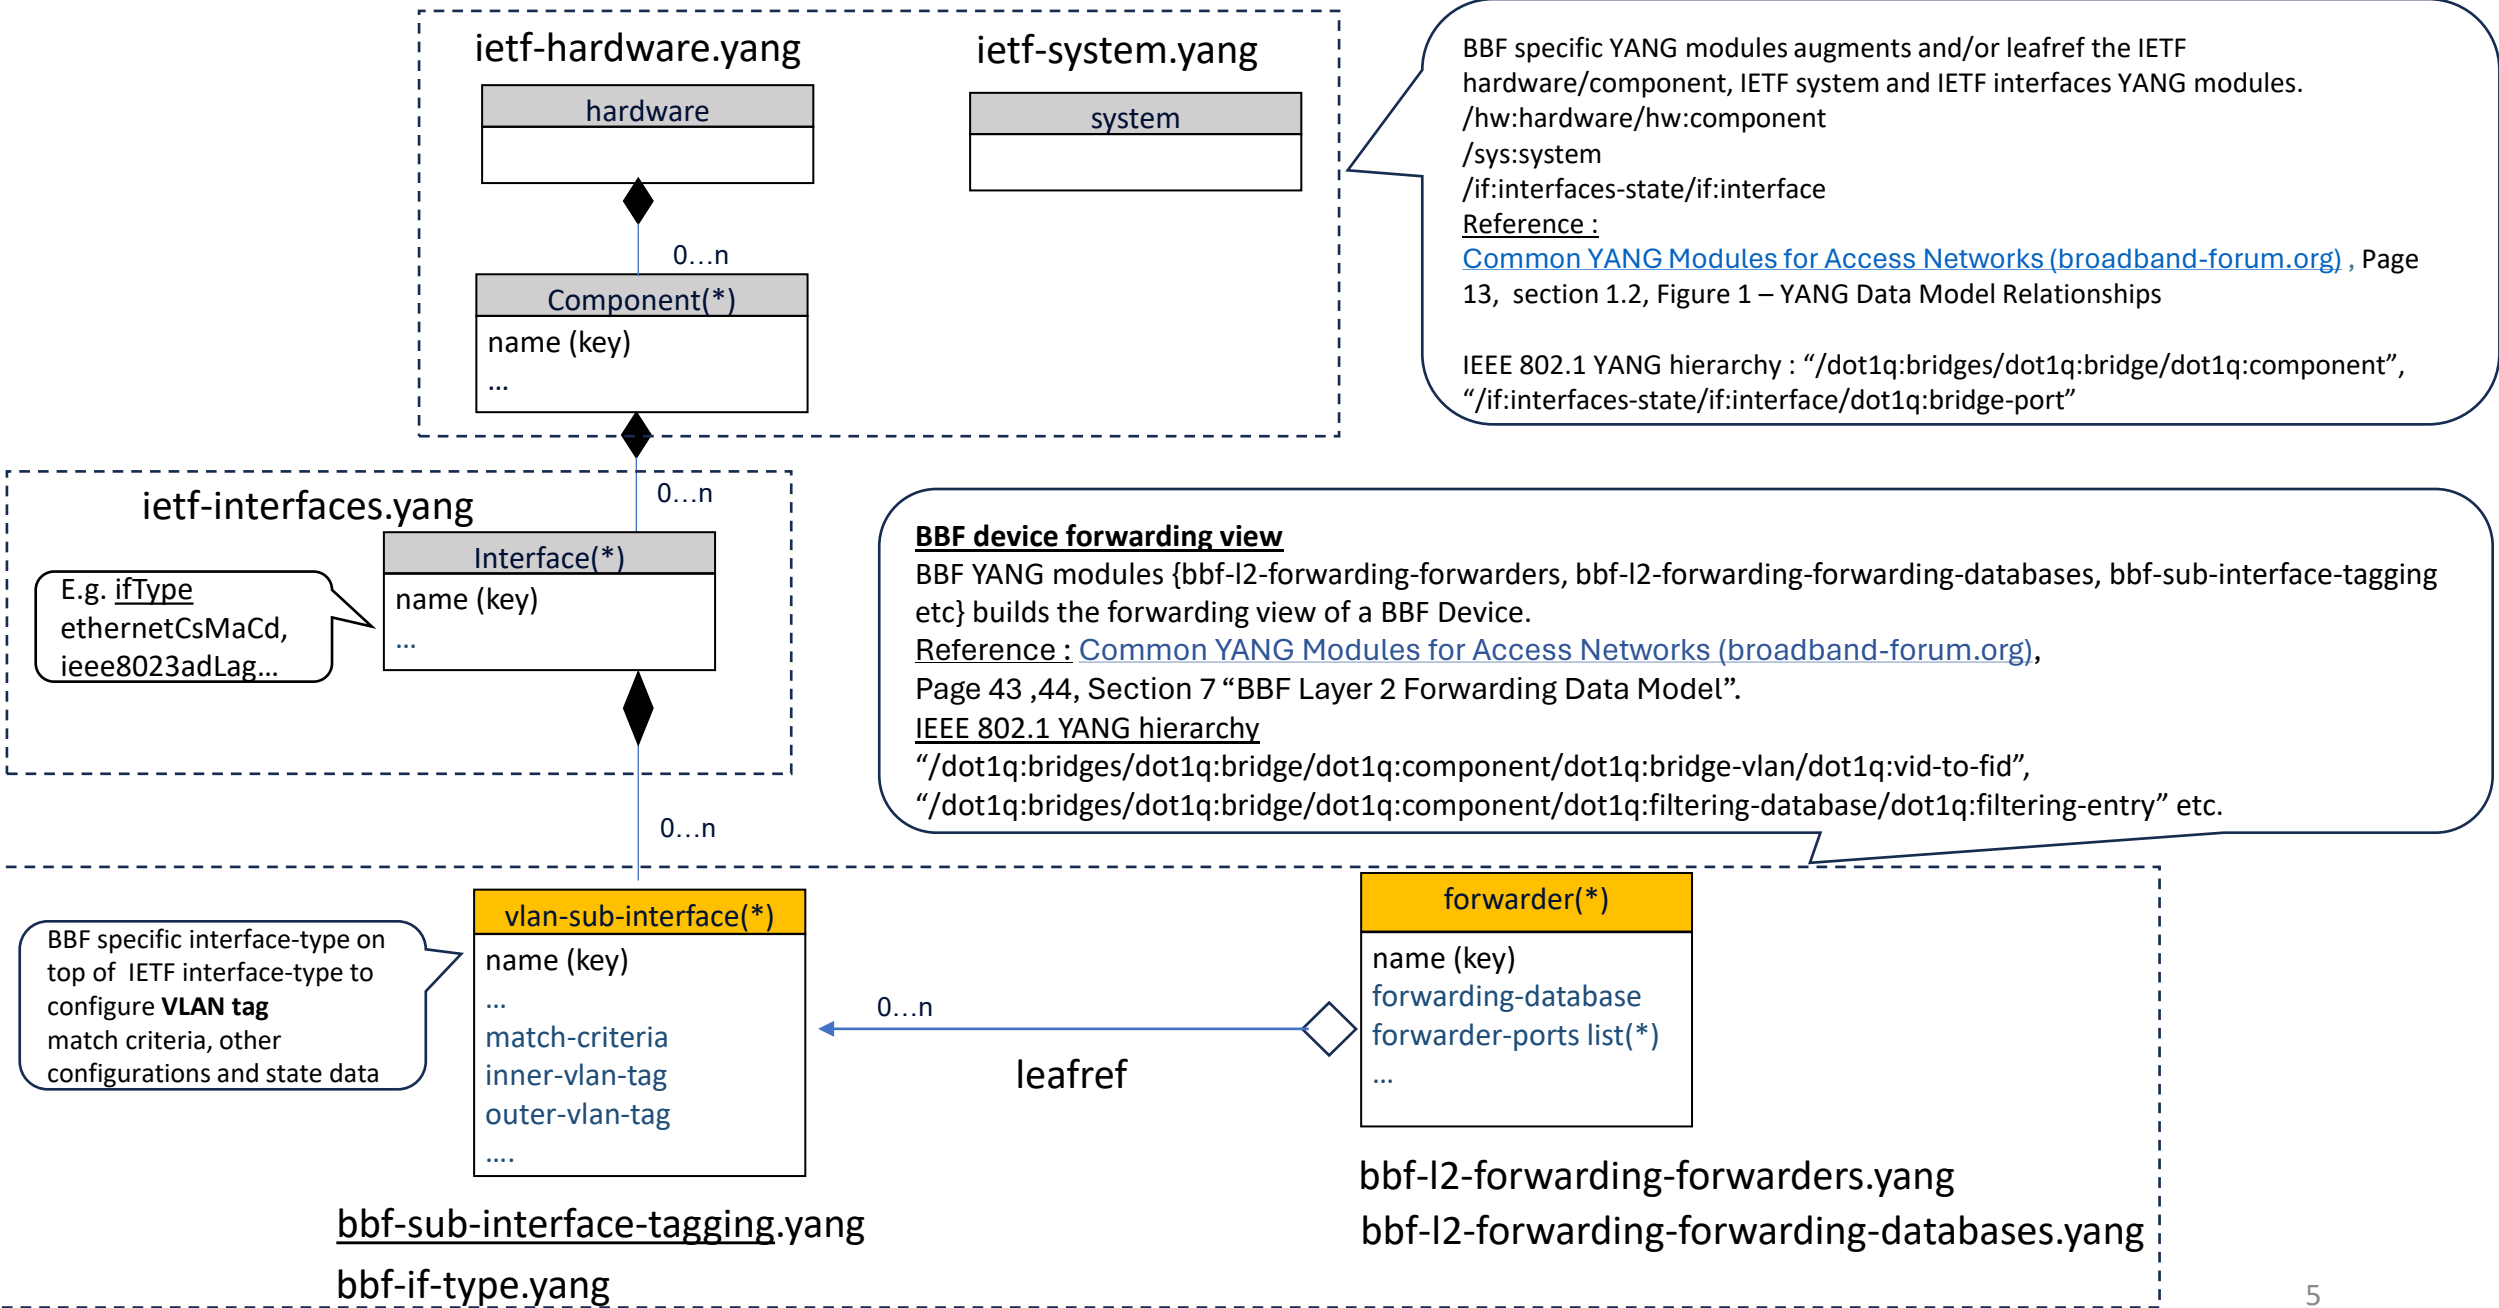 ietf-hardware.yang
ietf-system.yang
hardware
system
0...n
Component(*)
name (key)
...
BBF specific YANG modules augments and/or leafref the IETF
hardware/component, IETF system and IETF interfaces YANG modules.
/hw:hardware/hw:component
/sys:system
/if:interfaces-state/if:interface
Reference :
Common YANG Modules for Access Networks (broadband-forum.org) , Page
13,  section 1.2, Figure 1 – YANG Data Model Relationships
IEEE 802.1 YANG hierarchy : “/dot1q:bridges/dot1q:bridge/dot1q:component”,
“/if:interfaces-state/if:interface/dot1q:bridge-port”
ietf-interfaces.yang
0...n
Interface(*)
name (key)
...
E.g. ifType
ethernetCsMaCd,
ieee8023adLag...
BBF device forwarding view
BBF YANG modules {bbf-l2-forwarding-forwarders, bbf-l2-forwarding-forwarding-databases, bbf-sub-interface-tagging
etc} builds the forwarding view of a BBF Device.
Reference : Common YANG Modules for Access Networks (broadband-forum.org),
Page 43 ,44, Section 7 “BBF Layer 2 Forwarding Data Model”.
IEEE 802.1 YANG hierarchy
“/dot1q:bridges/dot1q:bridge/dot1q:component/dot1q:bridge-vlan/dot1q:vid-to-fid”,
“/dot1q:bridges/dot1q:bridge/dot1q:component/dot1q:filtering-database/dot1q:filtering-entry” etc.
0...n
vlan-sub-interface(*)
name (key)
...
match-criteria
inner-vlan-tag
outer-vlan-tag
....
BBF specific interface-type on
top of  IETF interface-type to
configure VLAN tag
match criteria, other
configurations and state data
0...n
leafref
forwarder(*)
name (key)
forwarding-database
forwarder-ports list(*)
...
bbf-l2-forwarding-forwarders.yang
bbf-l2-forwarding-forwarding-databases.yang
bbf-sub-interface-tagging.yang
bbf-if-type.yang
5